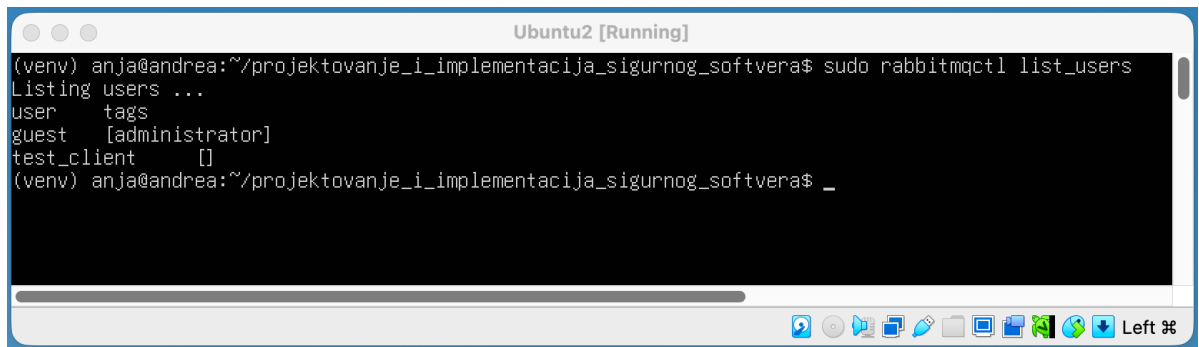 Ubuntu2 [Running]
(venv) anja@andrea:~/projektovanje_i_implementacija_sigurnog_softvera$ sudo rabbitmqctl list_users
Listing users ...
user    tags
guest   [administrator]
test_client     []
(venv) anja@andrea:~/projektovanje_i_implementacija_sigurnog_softvera$ _
Left ⌘